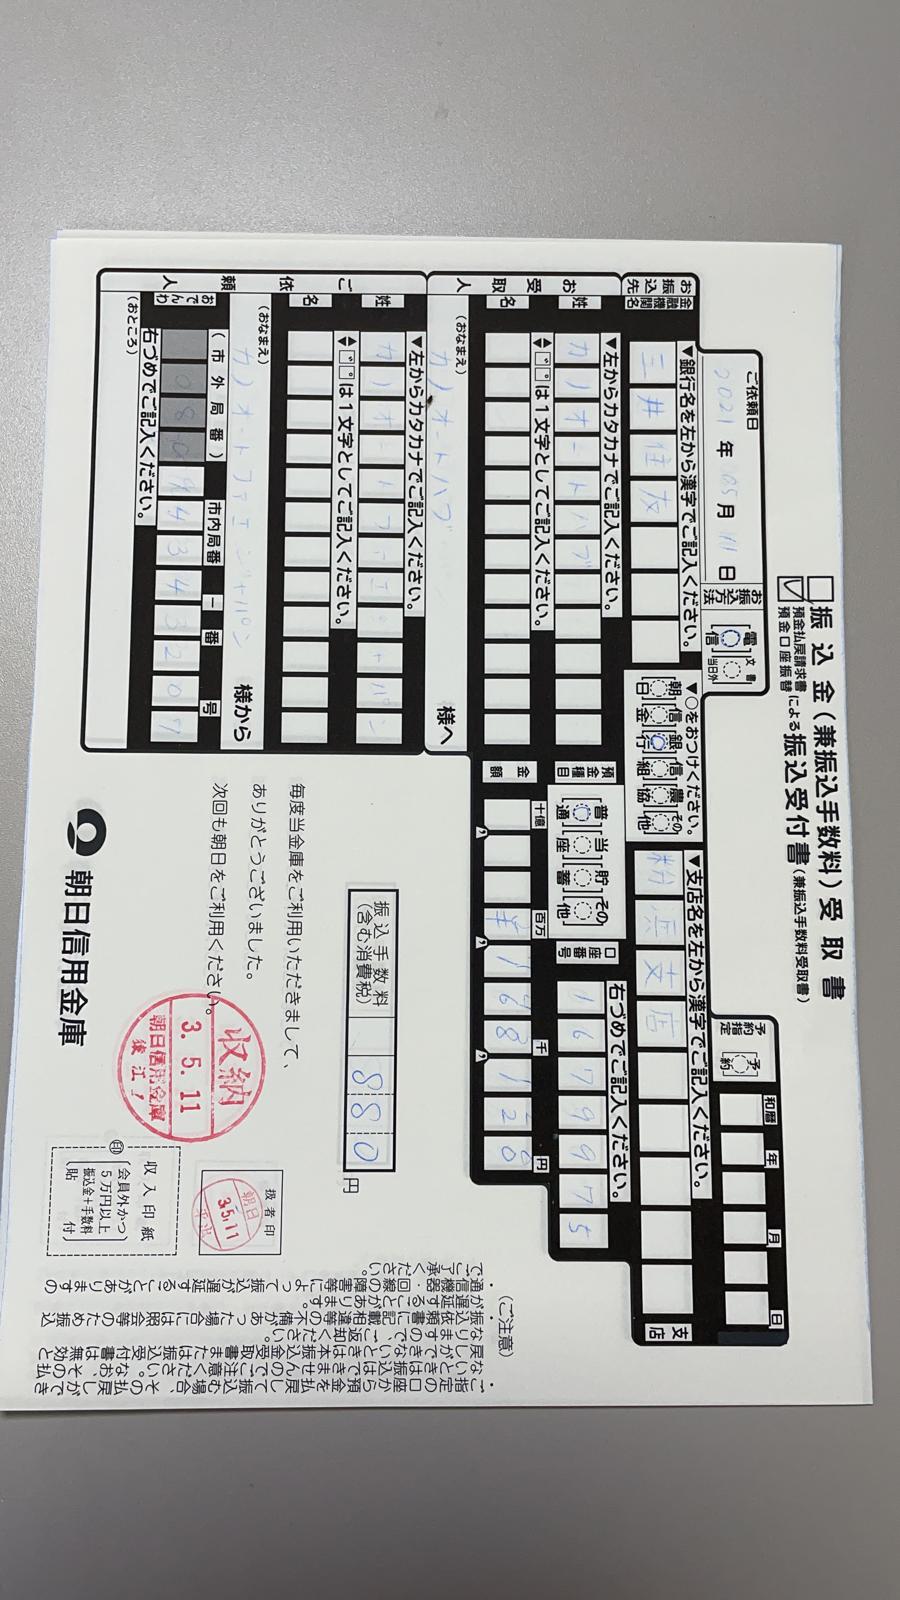 振込金(兼振込手数料)受取書
預金払戻請求書
預金口座振替
による振込受付書(兼振込手数料受取書)
ご依頼日
2021年05月11日
お振込方法
電信
文書
当日外
予約指定
予約
和暦 年 月 日
お振込先
金融機関名
▼銀行名を左から漢字でご記入ください。
三井住友
▼○をおつけください。
朝日 信金 銀行 信組 農協 その他
▼支店名を左から漢字でご記入ください。
粉浜支店
支店
お受取人
姓
▼左からカタカナでご記入ください。
カ)オートハブ
預金種目
普通 当座 貯蓄 その他
口座番号
右づめでご記入ください。
1679975
名
▲▼゛゜は1文字としてご記入ください。
金額
十億 百万 千 円
¥168120
(おなまえ)
カ)オートハブ 様へ
ご依頼人
姓
▼左からカタカナでご記入ください。
カ)オートファエージャパン
名
▲▼゛゜は1文字としてご記入ください。
(おなまえ)
様から
おでんわ
(市外局番) 市内局番 ー 番 号
右づめでご記入ください。
(おところ)
振込手数料
(含む消費税)
880円
毎度当金庫をご利用いただきまして、
ありがとうございました。
次回も朝日をご利用ください。
収納
3. 5. 11
朝日信用金庫
猿江
扱者印
朝日
3.5.11
収入印紙
会員外かつ
5万円以上
振込金+手数料
貼付
印
朝日信用金庫
(ご注意)
・ご指定の口座から預金を払戻して振込む場合、その払戻しができ
ないときは振込はできませんのでご注意ください。なお、その払
戻しができないときは本振込金受取書または振込受付書は無効と
なりますので、ご返却ください。
・振込依頼書に記載相違等の不備があった場合には照会等のため振込
が遅延することがあります。
・通信機器・回線の障害等によって振込が遅延することがありますの
でご了承ください。